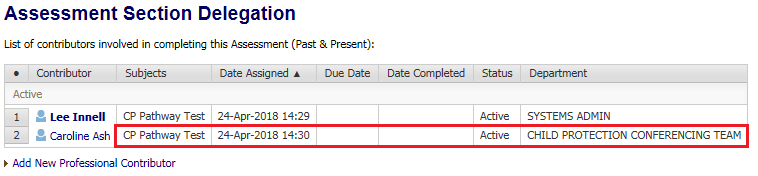 Assessment Section Delegation
List of contributors involved in completing this Assessment (Past & Present):
● Contributor Subjects Date Assigned ▲ Due Date Date Completed Status Department
Active
1 Lee Innell CP Pathway Test 24-Apr-2018 14:29 Active SYSTEMS ADMIN
2 Caroline Ash CP Pathway Test 24-Apr-2018 14:30 Active CHILD PROTECTION CONFERENCING TEAM
Add New Professional Contributor